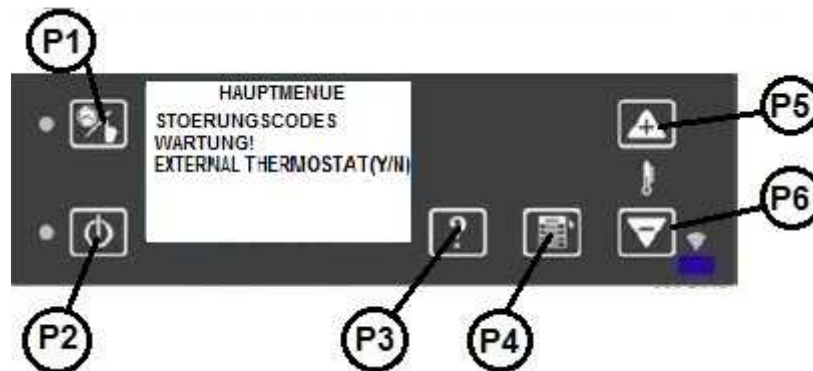 P1
HAUPTMENUE
STOERUNGSCODES
WARTUNG!
EXTERNAL THERMOSTAT(Y/N)
P5
P6
?
P2
P3
P4